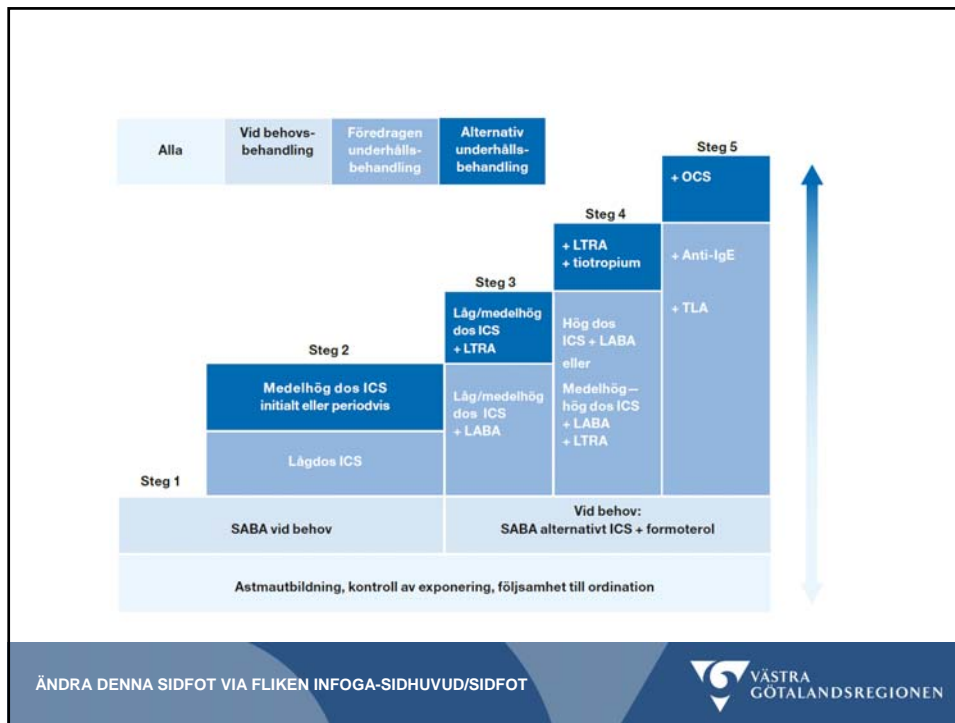 Alla
Vid behovs-
behandling
Föredragen
underhålls-
behandling
Alternativ
underhålls-
behandling
Steg 5
+ OCS
+ Anti-IgE
+ TLA
Steg 4
+ LTRA
+ tiotropium
Hög dos
ICS + LABA
eller
Medelhög—
hög dos ICS
+ LABA
+ LTRA
Steg 3
Låg/medelhög
dos ICS
+ LTRA
Låg/medelhög
dos ICS
+ LABA
Steg 2
Medelhög dos ICS
initialt eller periodvis
Lågdos ICS
Steg 1
SABA vid behov
Vid behov:
SABA alternativt ICS + formoterol
Astmautbildning, kontroll av exponering, följsamhet till ordination
ÄNDRA DENNA SIDFOT VIA FLIKEN INFOGA-SIDHUVUD/SIDFOT
VÄSTRA
GÖTALANDSREGIONEN